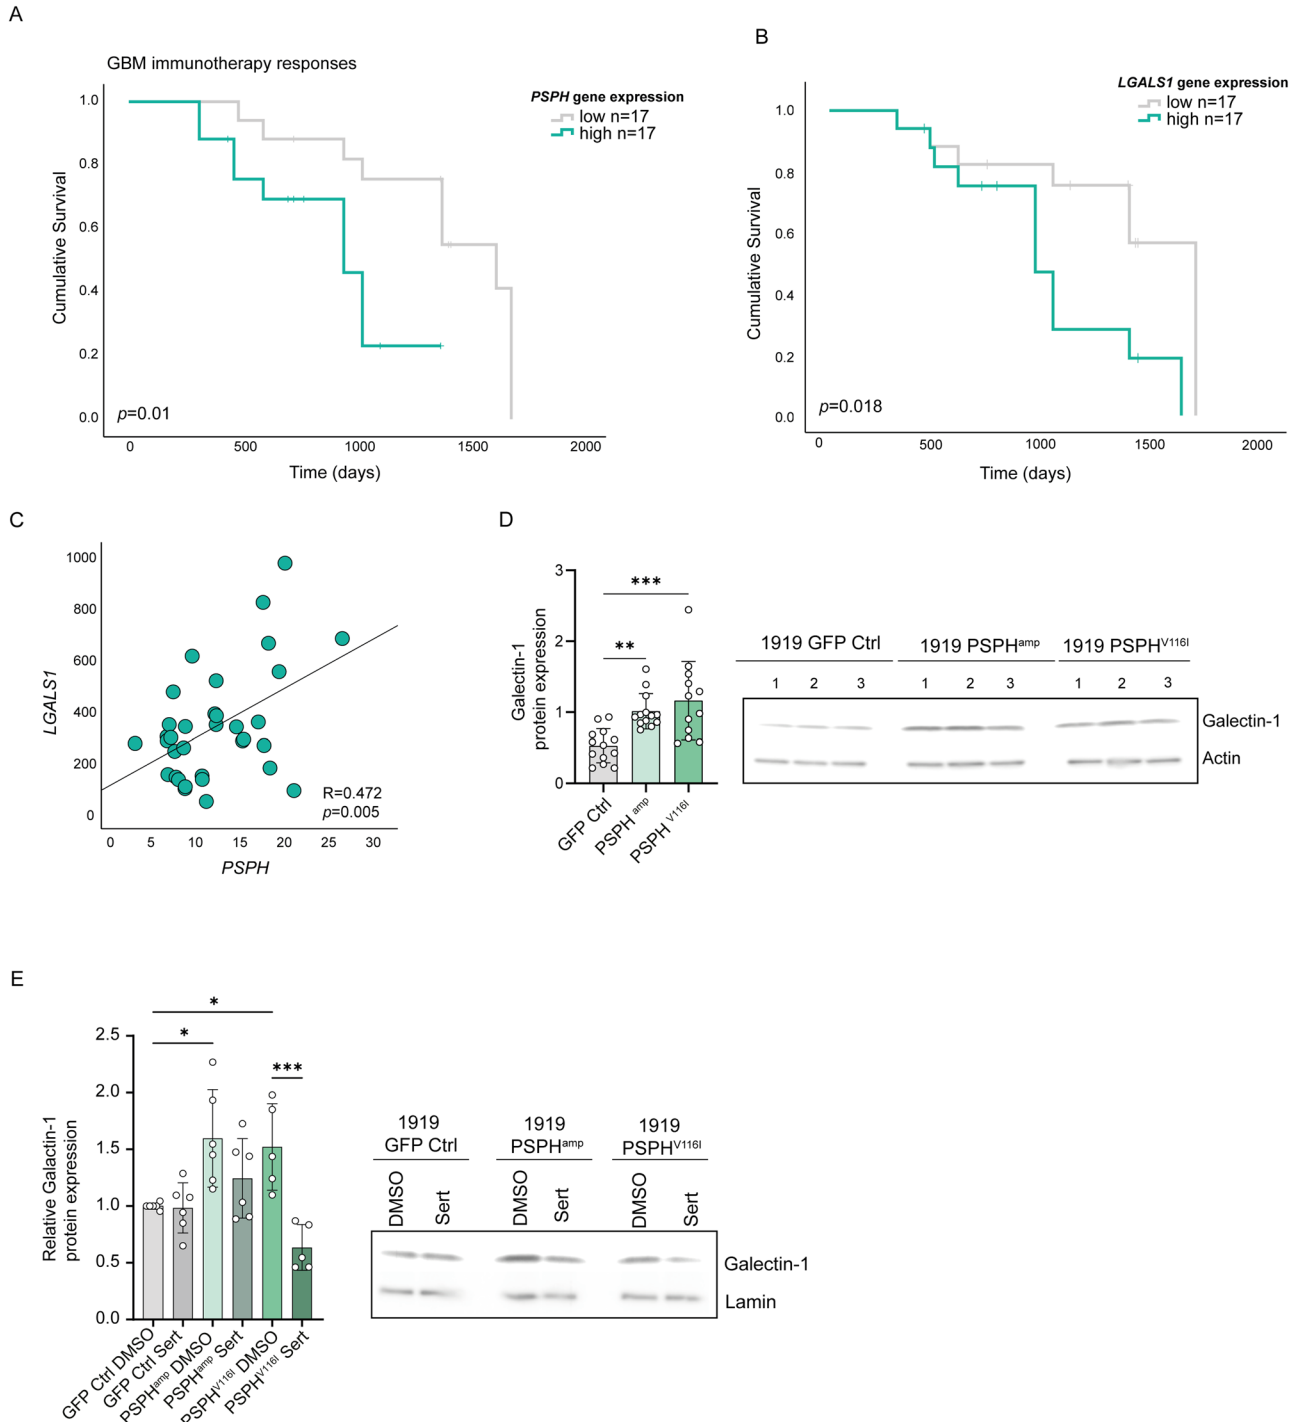 A
GBM immunotherapy responses
PSPH gene expression
low n=17
high n=17
Cumulative Survival
1.0
0.8
0.6
0.4
0.2
0.0
p=0.01
0 500 1000 1500 2000
Time (days)
B
LGALS1 gene expression
low n=17
high n=17
Cumulative Survival
1.0
0.8
0.6
0.4
0.2
0.0
p=0.018
0 500 1000 1500 2000
Time (days)
C
LGALS1
1000
800
600
400
200
0
R=0.472
p=0.005
0 5 10 15 20 25 30
PSPH
D
Galectin-1
protein expression
3
2
1
0
***
**
GFP Ctrl
PSPH amp
PSPH V116I
1919 GFP Ctrl 1919 PSPHamp 1919 PSPHV116I
1 2 3 1 2 3 1 2 3
Galectin-1
Actin
E
Relative Galactin-1
protein expression
2.5
2.0
1.5
1.0
0.5
0.0
*
*
***
GFP Ctrl DMSO
GFP Ctrl Sert
PSPHamp DMSO
PSPHamp Sert
PSPHV116I DMSO
PSPHV116I Sert
1919
GFP Ctrl
1919
PSPHamp
1919
PSPHV116I
DMSO Sert DMSO Sert DMSO Sert
Galectin-1
Lamin